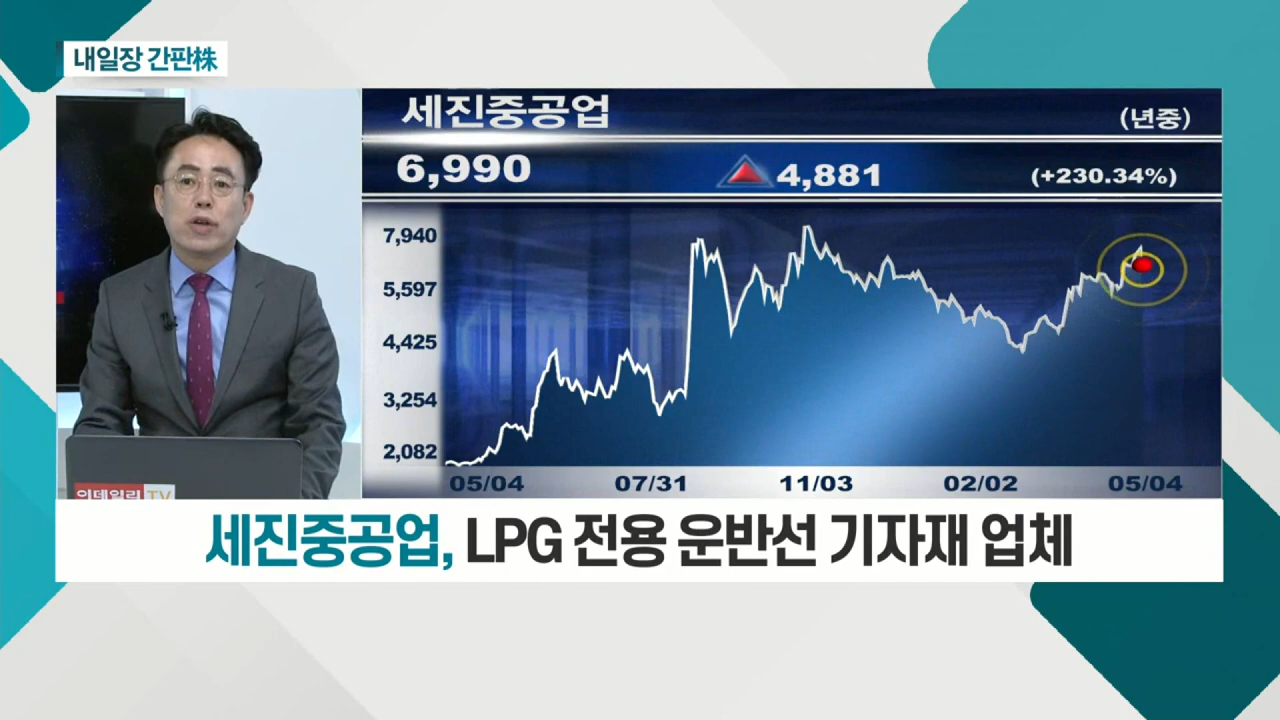 내일장 간판株
세진중공업
(년중)
6,990
4,881
(+230.34%)
7,940
5,597
4,425
3,254
2,082
05/04
07/31
11/03
02/02
05/04
이데일리 TV
세진중공업, LPG 전용 운반선 기자재 업체